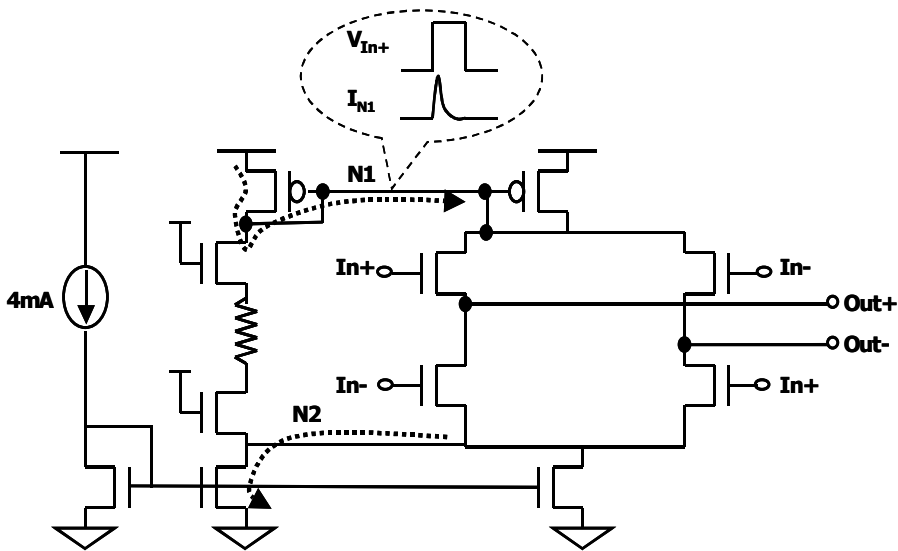 V_In+
I_N1
N1
In+
In-
4mA
Out+
Out-
In-
In+
N2